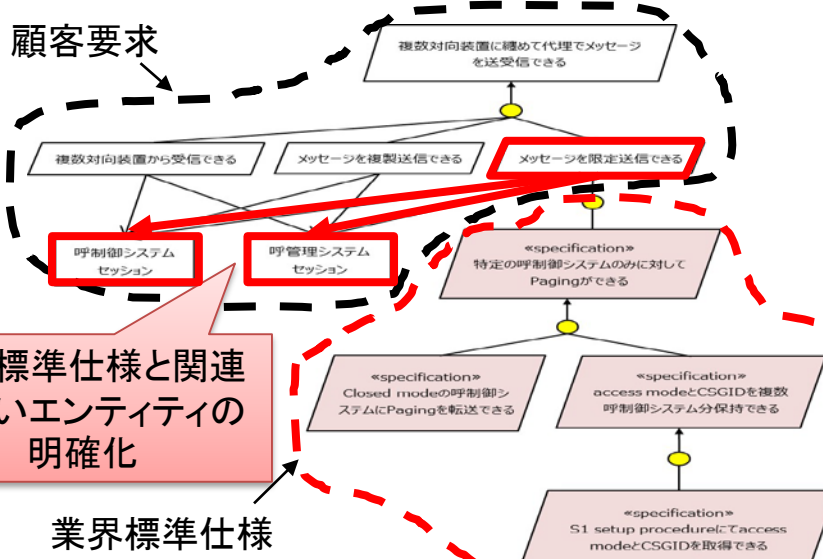 顧客要求
複数対向装置に纏めて代理でメッセージ
を送受信できる
複数対向装置から受信できる
メッセージを複製送信できる
メッセージを限定送信できる
呼制御システム
セッション
呼管理システム
セッション
«specification»
特定の呼制御システムのみに対して
Pagingができる
標準仕様と関連
いエンティティの
明確化
«specification»
Closed modeの呼制御シ
ステムにPagingを転送できる
«specification»
access modeとCSGIDを複数
呼制御システム分保持できる
業界標準仕様
«specification»
S1 setup procedureにてaccess
modeとCSGIDを取得できる